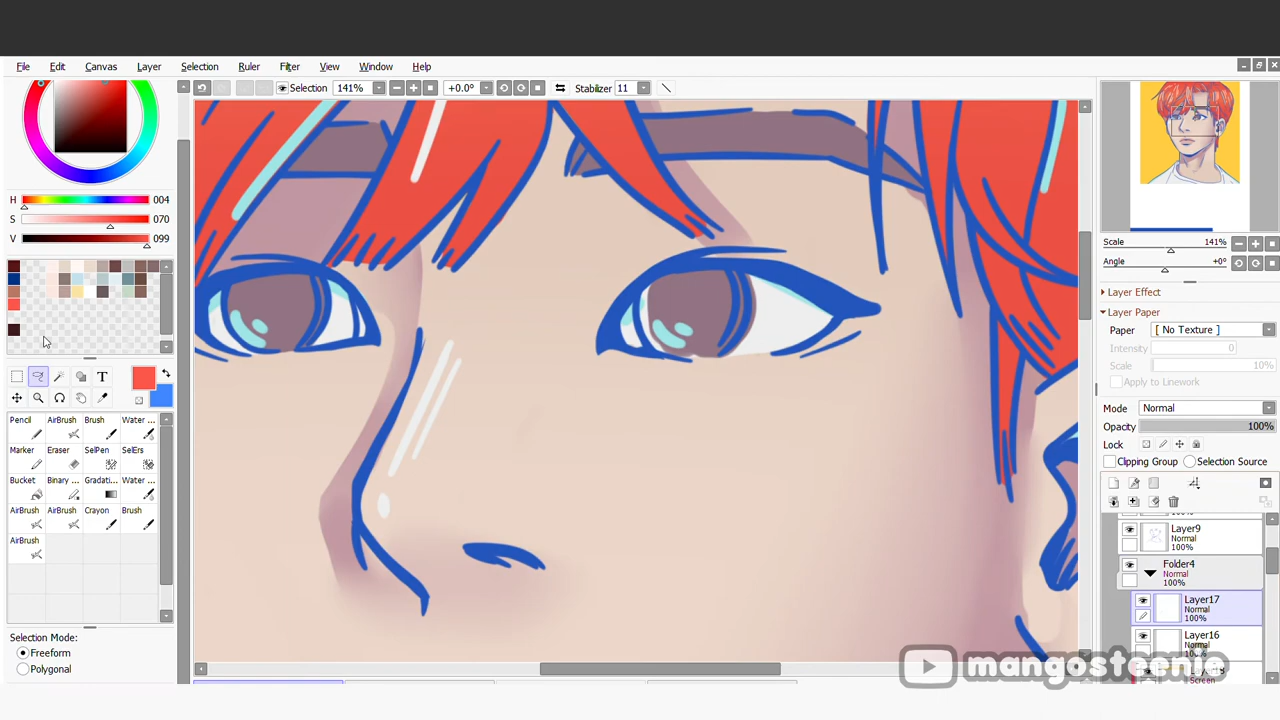 File Edit Canvas Layer Selection Ruler Filter View Window Help
Selection 141% +0.0° Stabilizer 11
H 004
S 070
V 099
T
Pencil AirBrush Brush Water ...
Marker Eraser SelPen SelErs
Bucket Binary ... Gradati... Water ...
AirBrush AirBrush Crayon Brush
AirBrush
Selection Mode:
Freeform
Polygonal
Scale 141%
Angle +0°
Layer Effect
Layer Paper
Paper [ No Texture ]
Intensity 0
Scale 10%
Apply to Linework
Mode Normal
Opacity 100%
Lock
Clipping Group Selection Source
Layer9
Normal
100%
Folder4
Normal
100%
Layer17
Normal
100%
Layer16
Normal
100%
Screen
mangosteenie